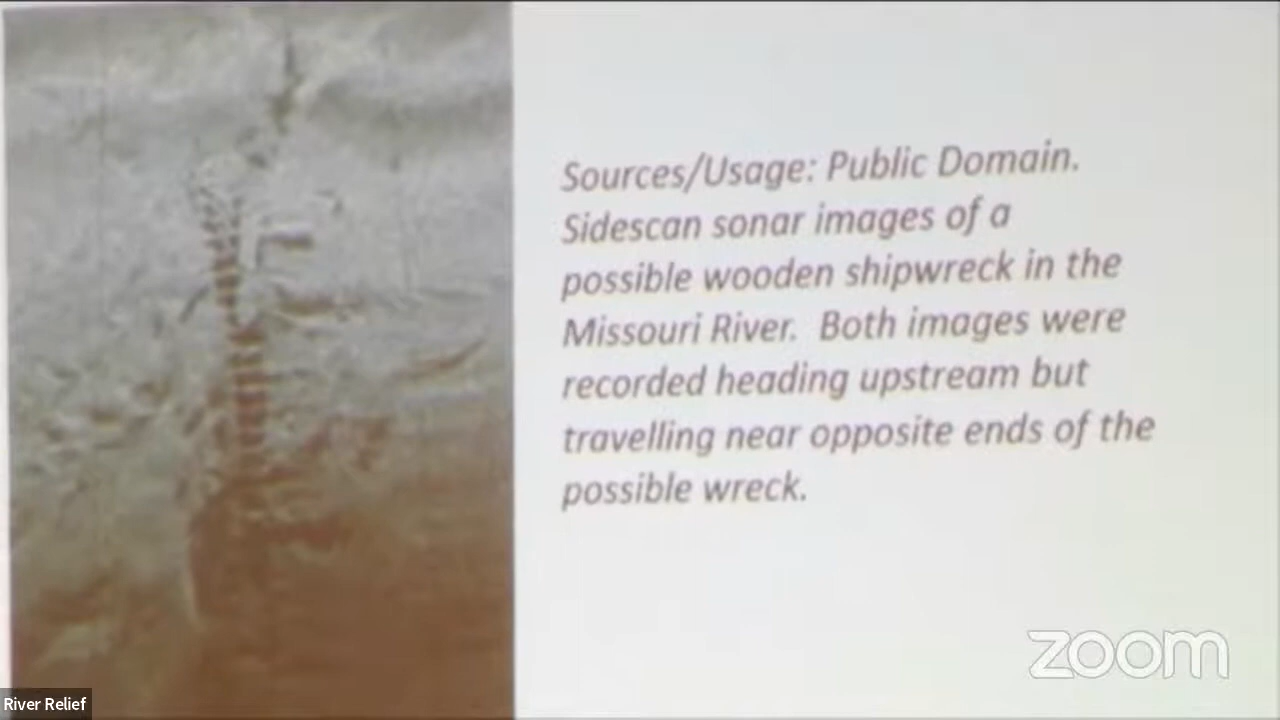 Sources/Usage: Public Domain.
Sidescan sonar images of a
possible wooden shipwreck in the
Missouri River.  Both images were
recorded heading upstream but
travelling near opposite ends of the
possible wreck.
zoom
River Relief